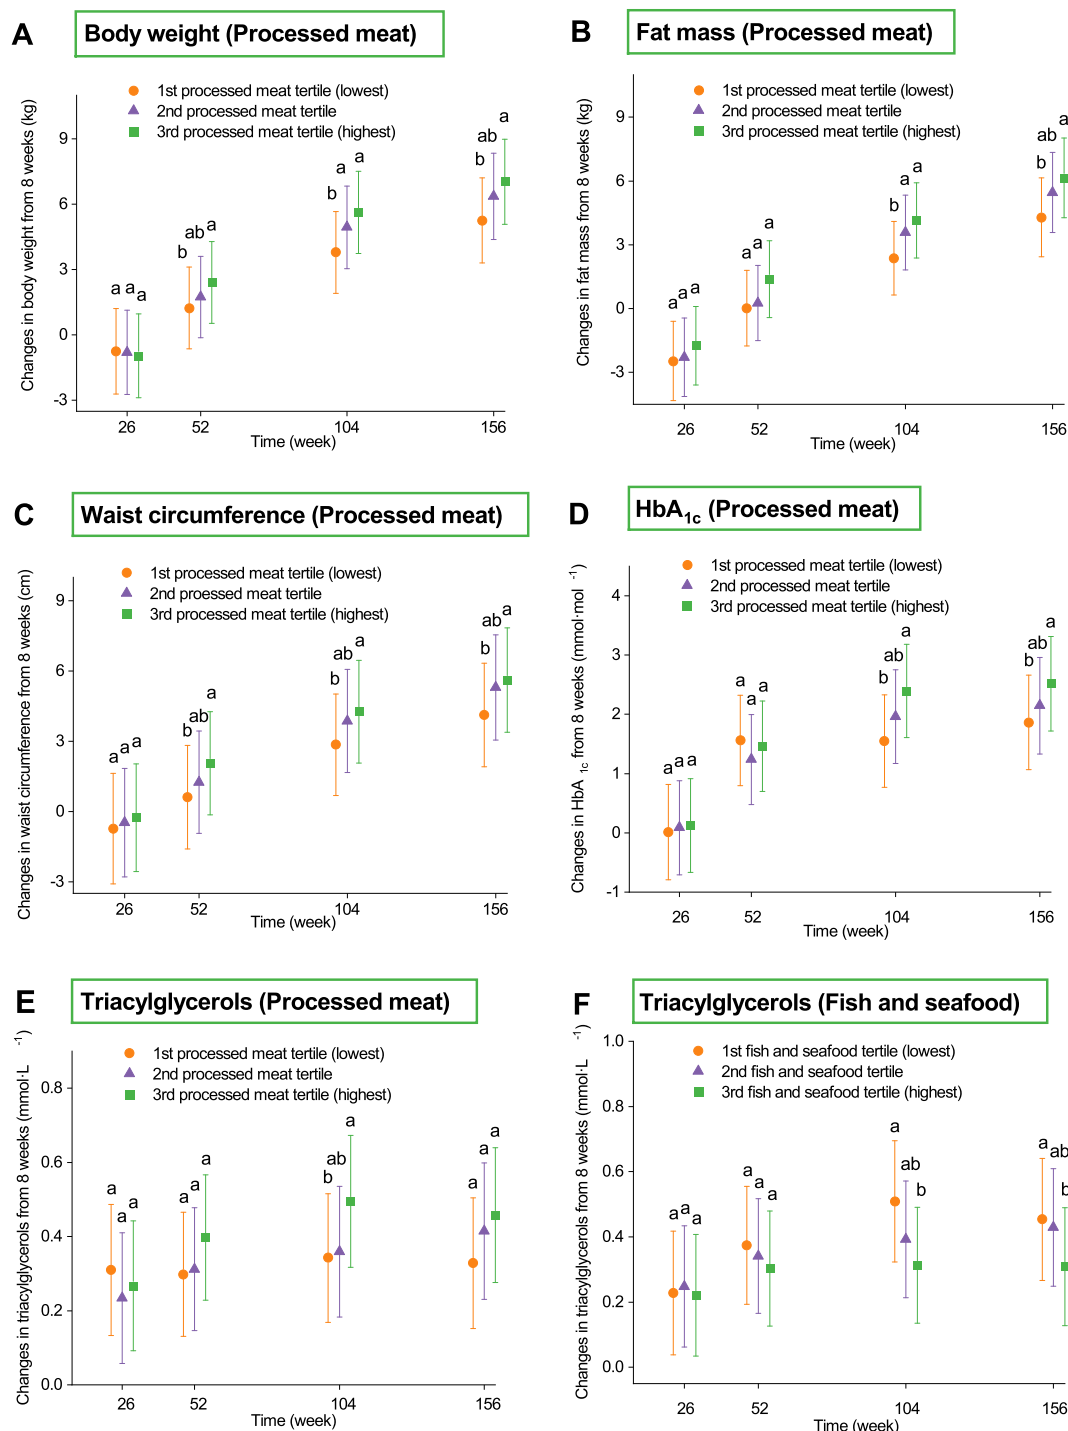 A
Body weight (Processed meat)
1st processed meat tertile (lowest)
2nd processed meat tertile
3rd processed meat tertile (highest)
Changes in body weight from 8 weeks (kg)
9
6
3
0
-3
a a a
b ab a
b a a
b ab a
26 52 104 156
Time (week)
B
Fat mass (Processed meat)
1st processed meat tertile (lowest)
2nd processed meat tertile
3rd processed meat tertile (highest)
Changes in fat mass from 8 weeks (kg)
9
6
3
0
-3
a a a
a a a
b a a
b ab a
26 52 104 156
Time (week)
C
Waist circumference (Processed meat)
1st processed meat tertile (lowest)
2nd proessed meat tertile
3rd processed meat tertile (highest)
Changes in waist circumference from 8 weeks (cm)
9
6
3
0
-3
a a a
b ab a
b ab a
b ab a
26 52 104 156
Time (week)
D
HbA1c (Processed meat)
1st processed meat tertile (lowest)
2nd processed meat tertile
3rd processed meat tertile (highest)
Changes in HbA 1c from 8 weeks (mmol·mol -1)
4
3
2
1
0
-1
a a a
a a a
b ab a
b ab a
26 52 104 156
Time (week)
E
Triacylglycerols (Processed meat)
1st processed meat tertile (lowest)
2nd processed meat tertile
3rd processed meat tertile (highest)
Changes in triacylglycerols from 8 weeks (mmol·L -1)
0.8
0.6
0.4
0.2
0.0
a a a
a a a
b ab a
a a a
26 52 104 156
Time (week)
F
Triacylglycerols (Fish and seafood)
1st fish and seafood tertile (lowest)
2nd fish and seafood tertile
3rd fish and seafood tertile (highest)
Changes in triacylglycerols from 8 weeks (mmol·L -1)
1.0
0.8
0.6
0.4
0.2
0.0
a a a
a a a
a ab b
a ab b
26 52 104 156
Time (week)